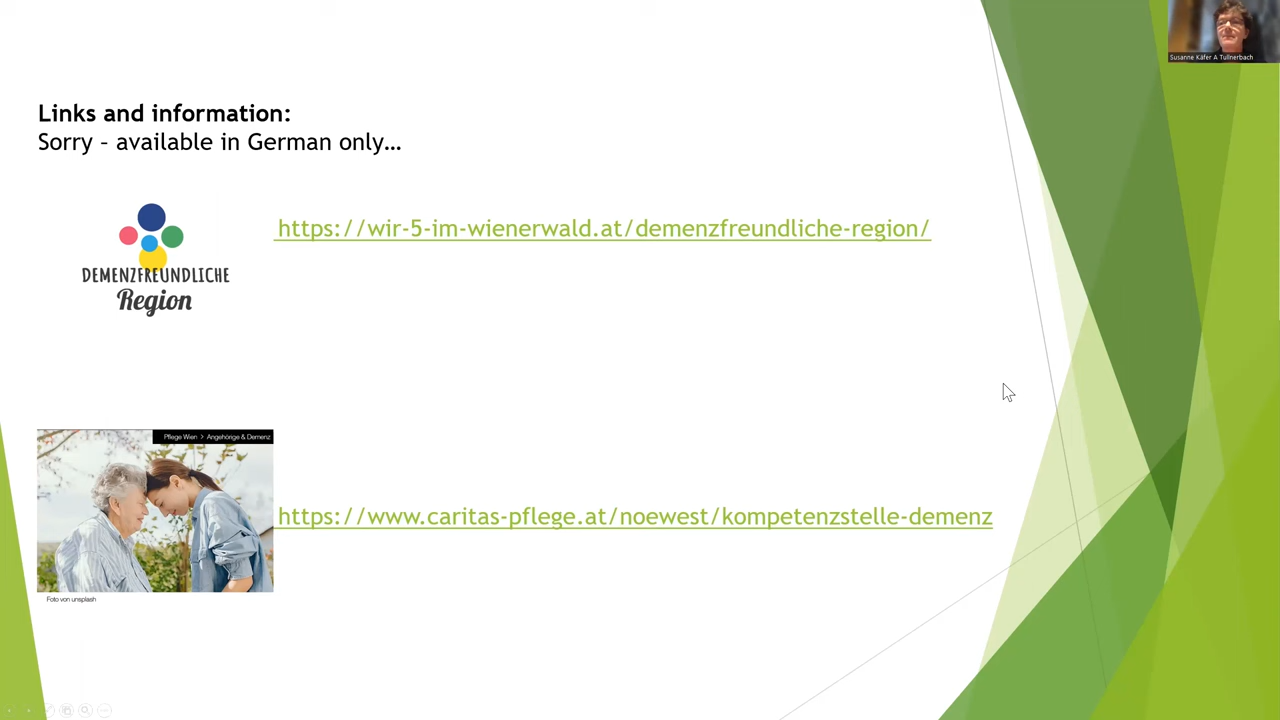 Susanne Käfer A Tullnerbach
Links and information:
Sorry – available in German only…
DEMENZFREUNDLICHE
Region
https://wir-5-im-wienerwald.at/demenzfreundliche-region/
Pflege Wien > Angehörige & Demenz
https://www.caritas-pflege.at/noewest/kompetenzstelle-demenz
Foto von unsplash